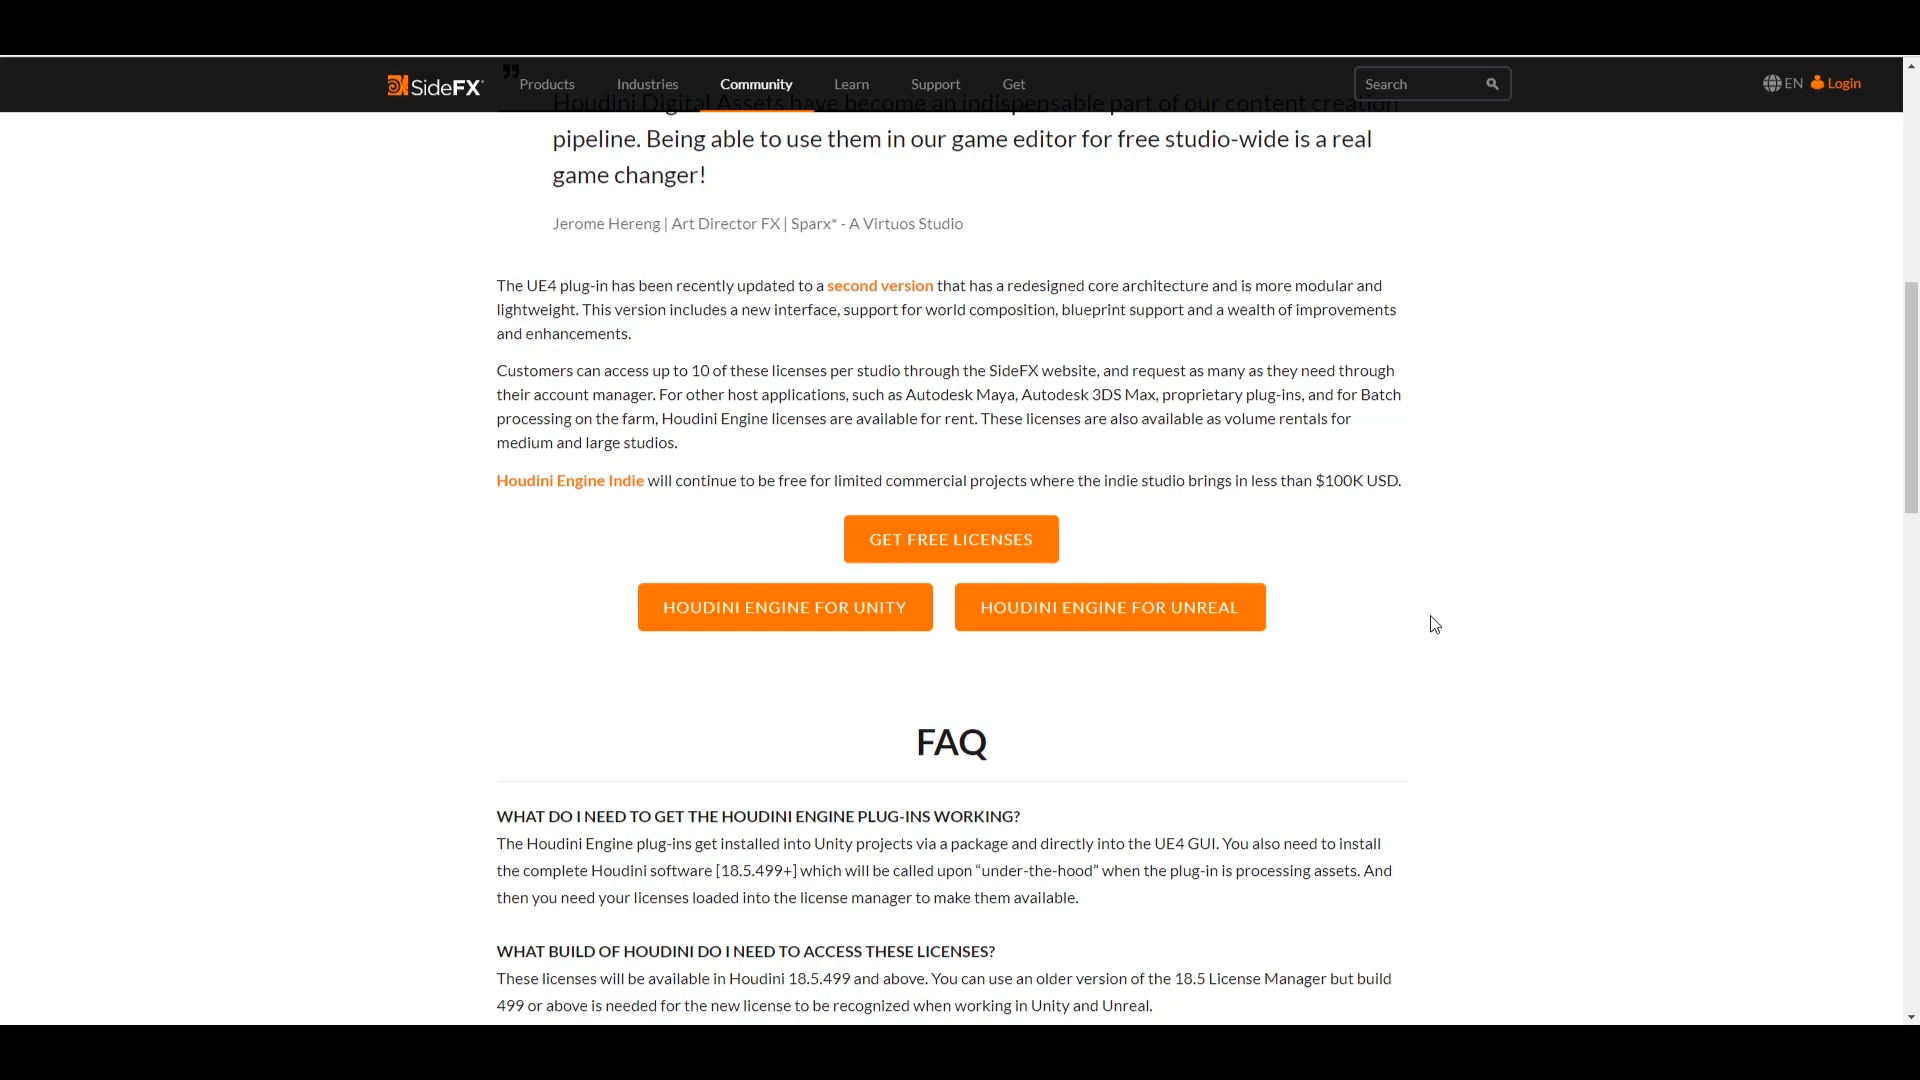 SideFX
Products Industries Community Learn Support Get
Search
EN Login
"
Houdini Digital Assets have become an indispensable part of our content creation
pipeline. Being able to use them in our game editor for free studio-wide is a real
game changer!
Jerome Hereng | Art Director FX | Sparx* - A Virtuos Studio
The UE4 plug-in has been recently updated to a second version that has a redesigned core architecture and is more modular and
lightweight. This version includes a new interface, support for world composition, blueprint support and a wealth of improvements
and enhancements.
Customers can access up to 10 of these licenses per studio through the SideFX website, and request as many as they need through
their account manager. For other host applications, such as Autodesk Maya, Autodesk 3DS Max, proprietary plug-ins, and for Batch
processing on the farm, Houdini Engine licenses are available for rent. These licenses are also available as volume rentals for
medium and large studios.
Houdini Engine Indie will continue to be free for limited commercial projects where the indie studio brings in less than $100K USD.
GET FREE LICENSES
HOUDINI ENGINE FOR UNITY
HOUDINI ENGINE FOR UNREAL
FAQ
WHAT DO I NEED TO GET THE HOUDINI ENGINE PLUG-INS WORKING?
The Houdini Engine plug-ins get installed into Unity projects via a package and directly into the UE4 GUI. You also need to install
the complete Houdini software [18.5.499+] which will be called upon “under-the-hood” when the plug-in is processing assets. And
then you need your licenses loaded into the license manager to make them available.
WHAT BUILD OF HOUDINI DO I NEED TO ACCESS THESE LICENSES?
These licenses will be available in Houdini 18.5.499 and above. You can use an older version of the 18.5 License Manager but build
499 or above is needed for the new license to be recognized when working in Unity and Unreal.